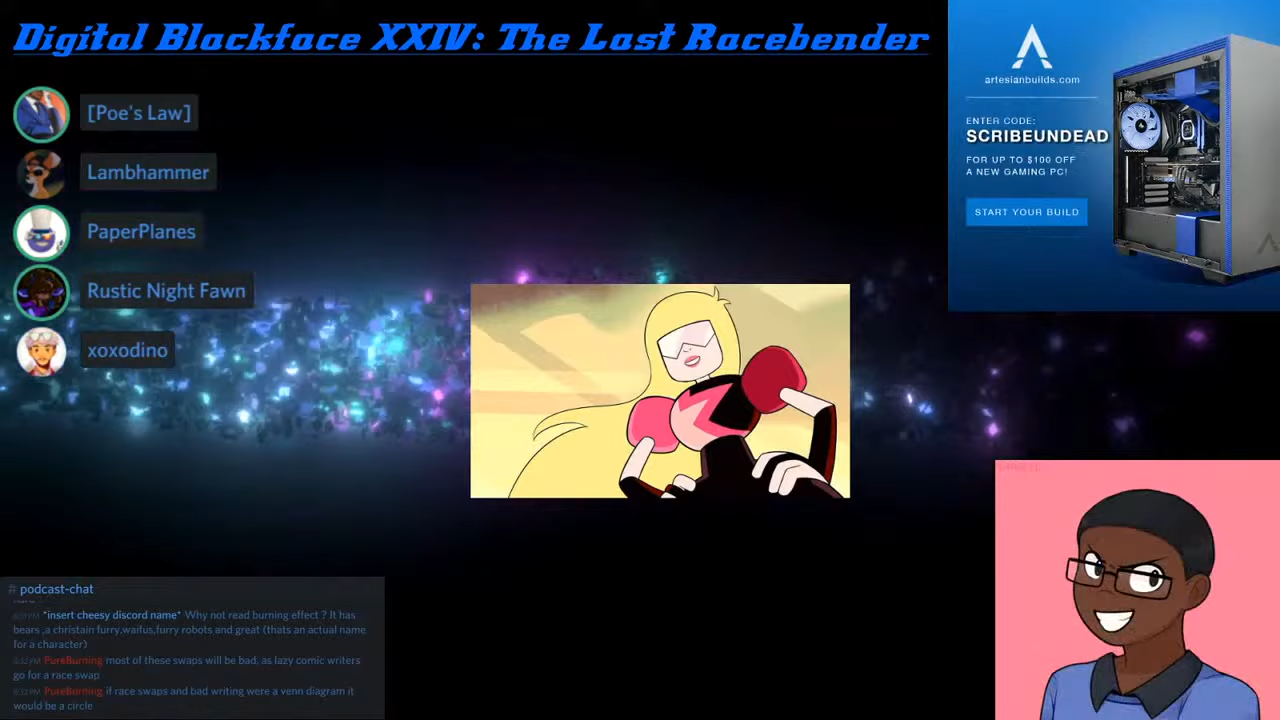 Digital Blackface XXIV: The Last Racebender
[Poe's Law]
Lambhammer
PaperPlanes
Rustic Night Fawn
xoxodino
artesianbuilds.com
ENTER CODE:
SCRIBEUNDEAD
FOR UP TO $100 OFF
A NEW GAMING PC!
START YOUR BUILD
# podcast-chat
*insert cheesy discord name* Why not read burning effect ? It has
bears ,a christain furry,waifus,furry robots and great (thats an actual name
for a character)
PureBurning most of these swaps will be bad, as lazy comic writers
go for a race swap
PureBurning if race swaps and bad writing were a venn diagram it
would be a circle